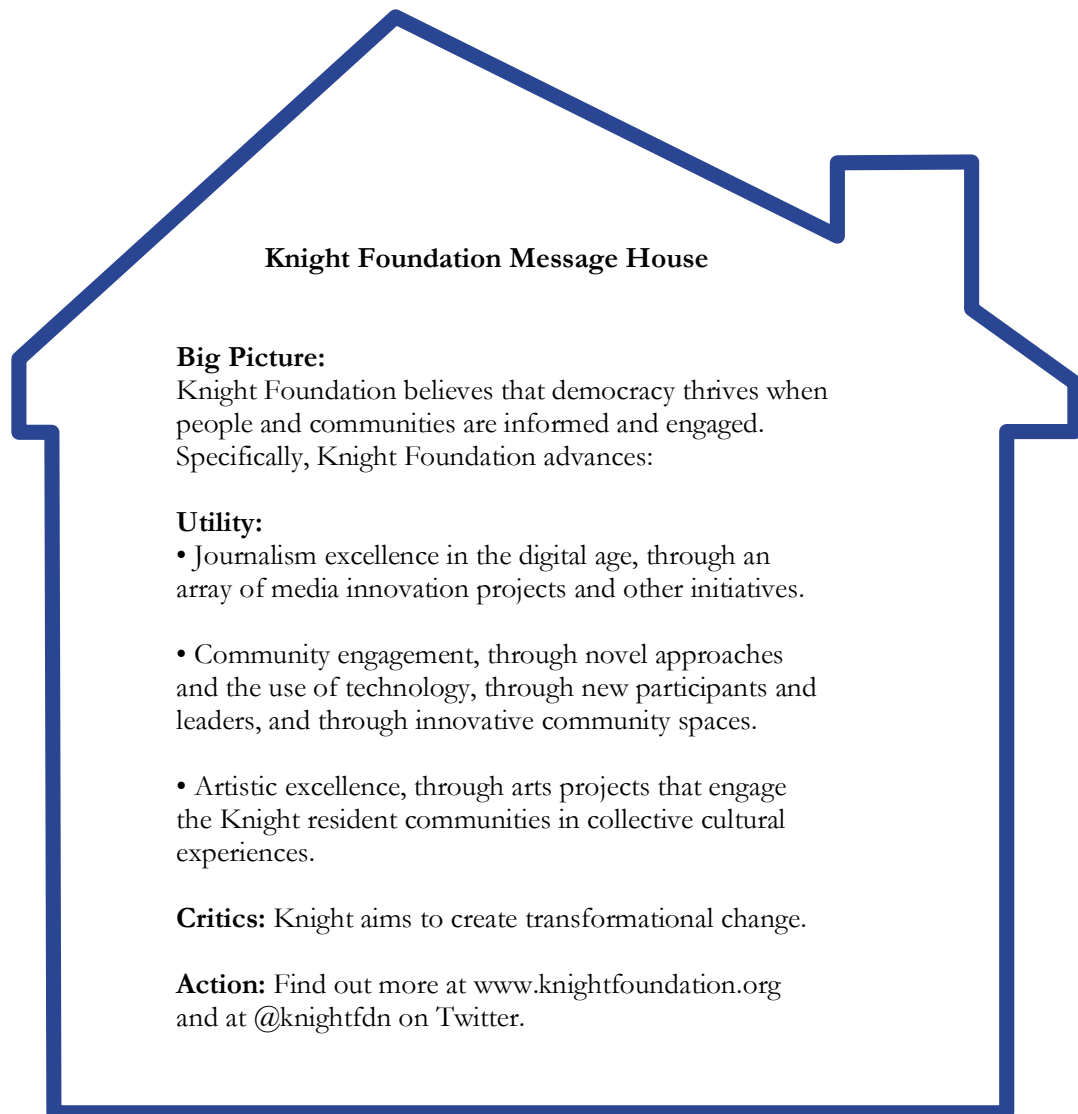 Knight Foundation Message House
Big Picture:
Knight Foundation believes that democracy thrives when
people and communities are informed and engaged.
Specifically, Knight Foundation advances:
Utility:
• Journalism excellence in the digital age, through an
array of media innovation projects and other initiatives.
• Community engagement, through novel approaches
and the use of technology, through new participants and
leaders, and through innovative community spaces.
• Artistic excellence, through arts projects that engage
the Knight resident communities in collective cultural
experiences.
Critics: Knight aims to create transformational change.
Action: Find out more at www.knightfoundation.org
and at @knightfdn on Twitter.